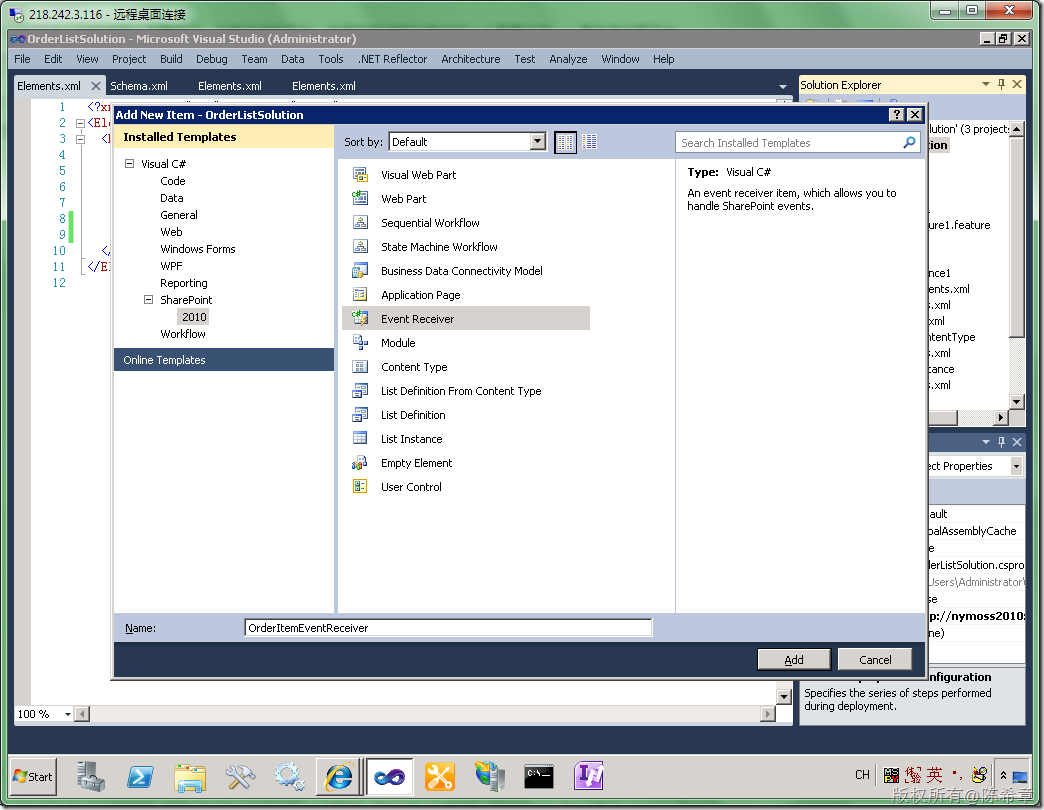 218.242.3.116 - 远程桌面连接
OrderListSolution - Microsoft Visual Studio (Administrator)
File Edit View Project Build Debug Team Data Tools .NET Reflector Architecture Test Analyze Window Help
Elements.xml Schema.xml Elements.xml Elements.xml
Solution Explorer
1 <?x
2 <El
3 <
4
5
6
7
8
9
10 </
11 </E
12
Add New Item - OrderListSolution
Installed Templates
Visual C#
Code
Data
General
Web
Windows Forms
WPF
Reporting
SharePoint
2010
Workflow
Online Templates
Sort by: Default
Visual Web Part
Web Part
Sequential Workflow
State Machine Workflow
Business Data Connectivity Model
Application Page
Event Receiver
Module
Content Type
List Definition From Content Type
List Definition
List Instance
Empty Element
User Control
Search Installed Templates
Type: Visual C#
An event receiver item, which allows you to
handle SharePoint events.
Name: OrderItemEventReceiver
Add Cancel
lution' (3 projects
ion
ure1.feature
nce1
ents.xml
s.xml
xml
ntentType
s.xml
tance
s.xml
ect Properties
ault
balAssemblyCache
e
derListSolution.cspro
Users\Administrator\
se
p://nymoss2010:
ne)
nfiguration
Specifies the series of steps performed
during deployment.
100 %
Start
CH
英
版权所有@陈希章